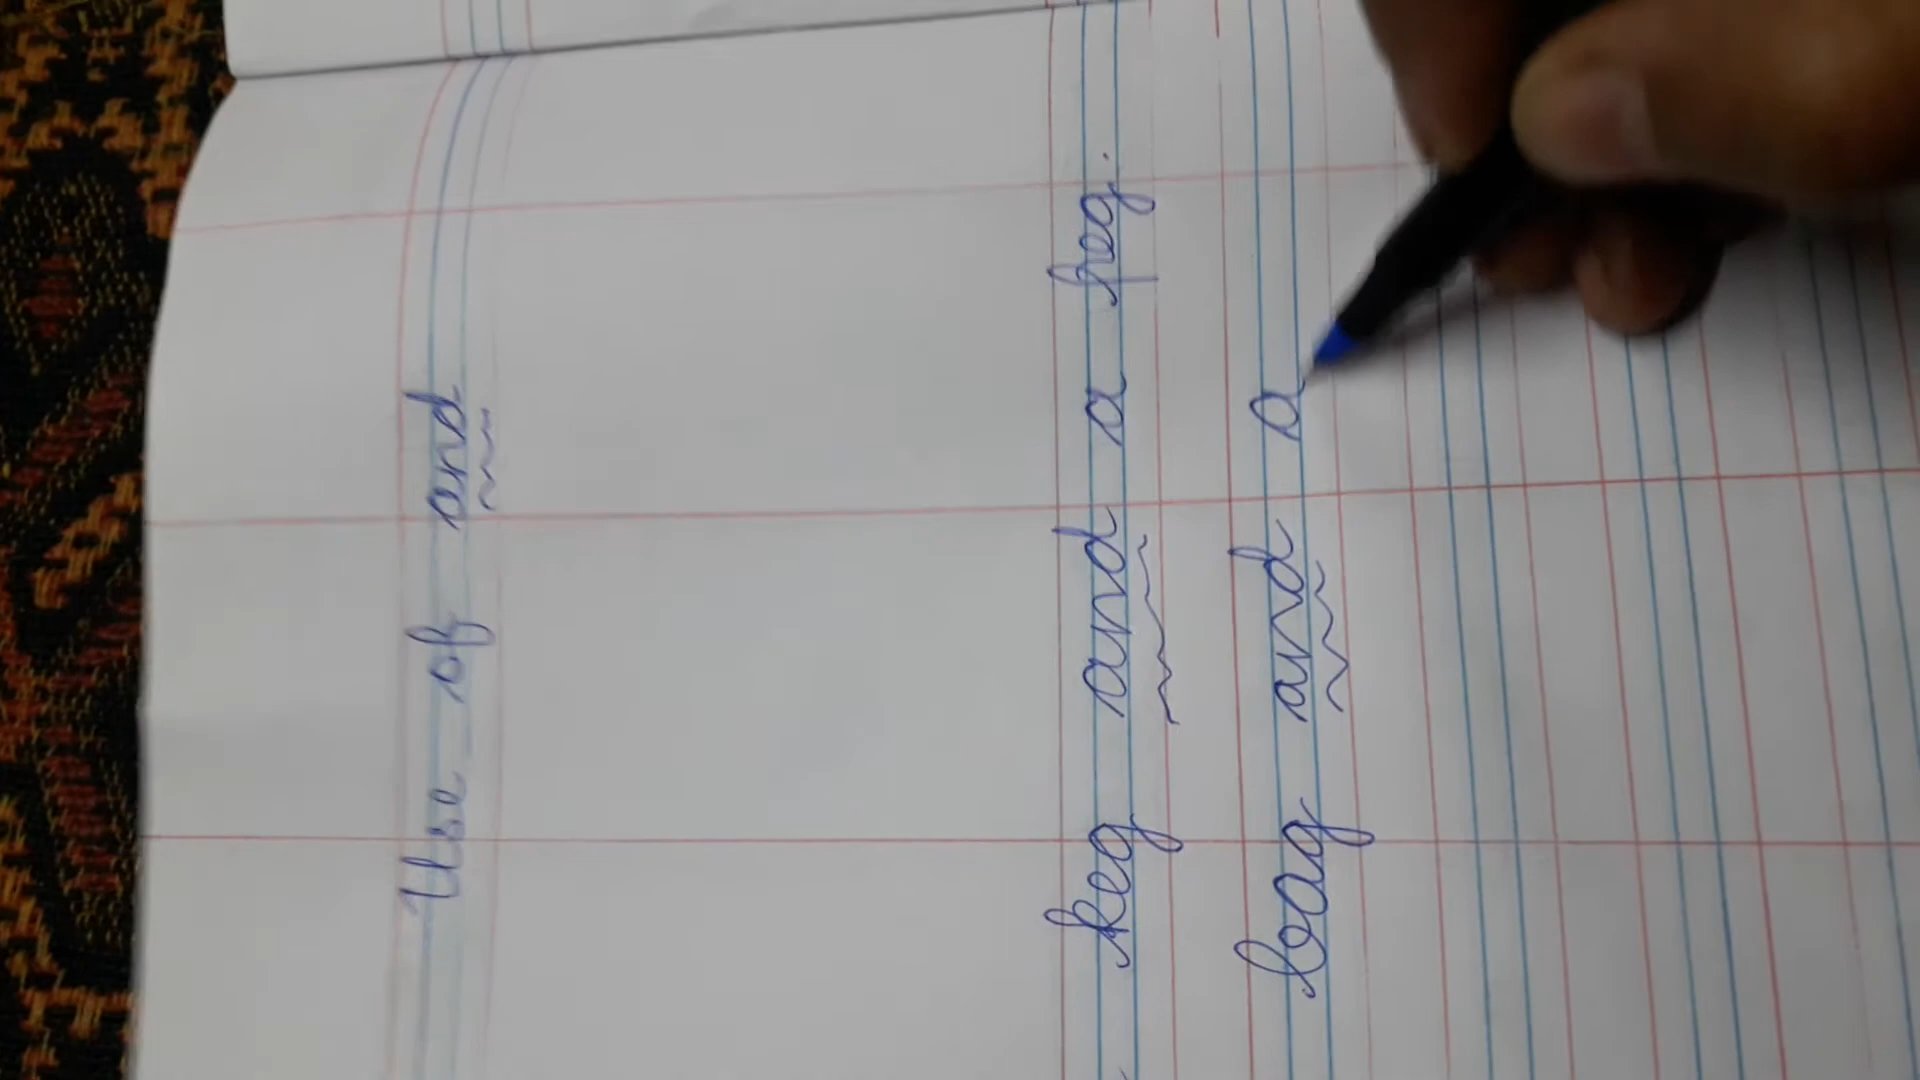 Use of and
keg and a peg.
bag and a